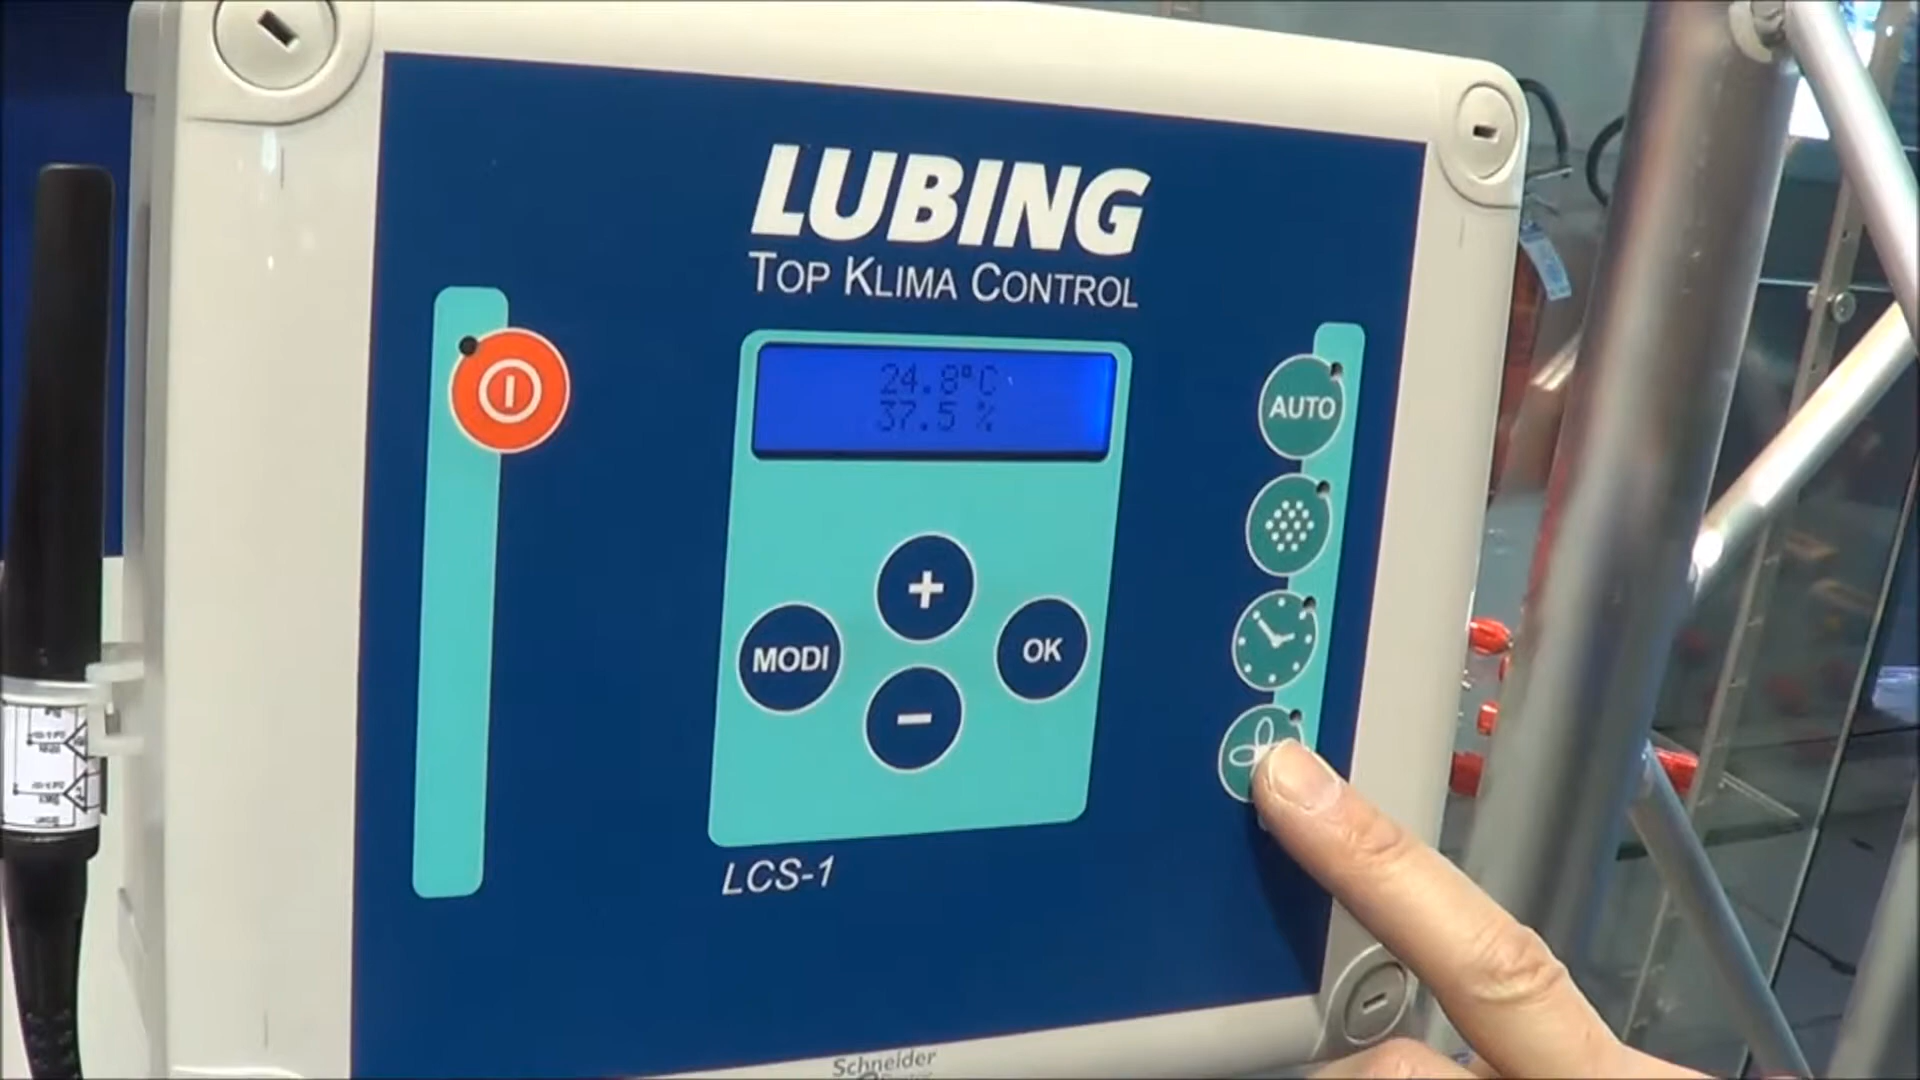 LUBING
TOP KLIMA CONTROL
24.8°C
37.5 %
AUTO
+
MODI
OK
−
LCS-1
Schneider